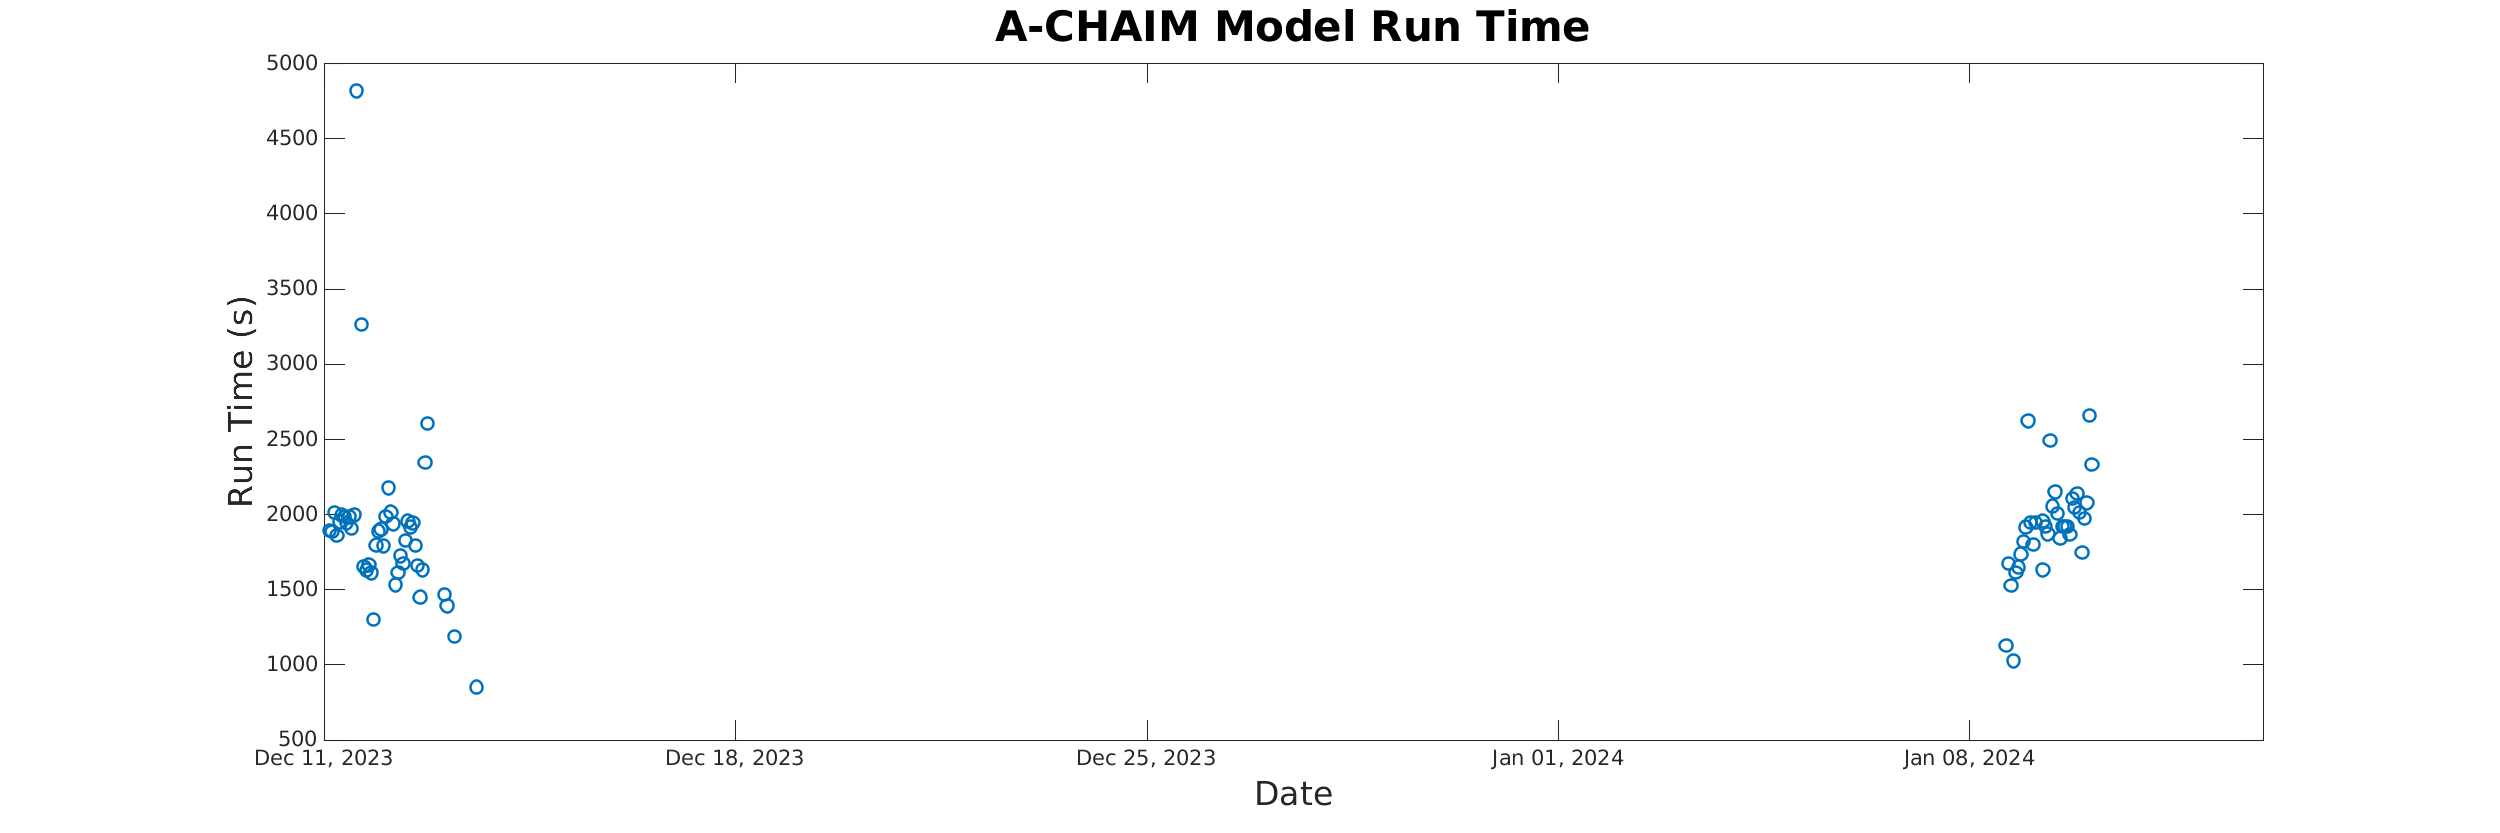 A-CHAIM Model Run Time
5000
4500
4000
3500
3000
2500
2000
1500
1000
500
Run Time (s)
Dec 11, 2023
Dec 18, 2023
Dec 25, 2023
Jan 01, 2024
Jan 08, 2024
Date